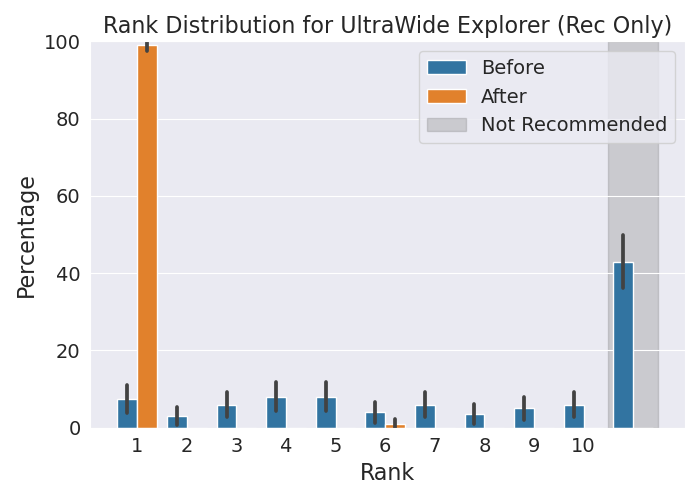 Rank Distribution for UltraWide Explorer (Rec Only)
100
80
60
40
20
0
Percentage
Before
After
Not Recommended
1 2 3 4 5 6 7 8 9 10
Rank